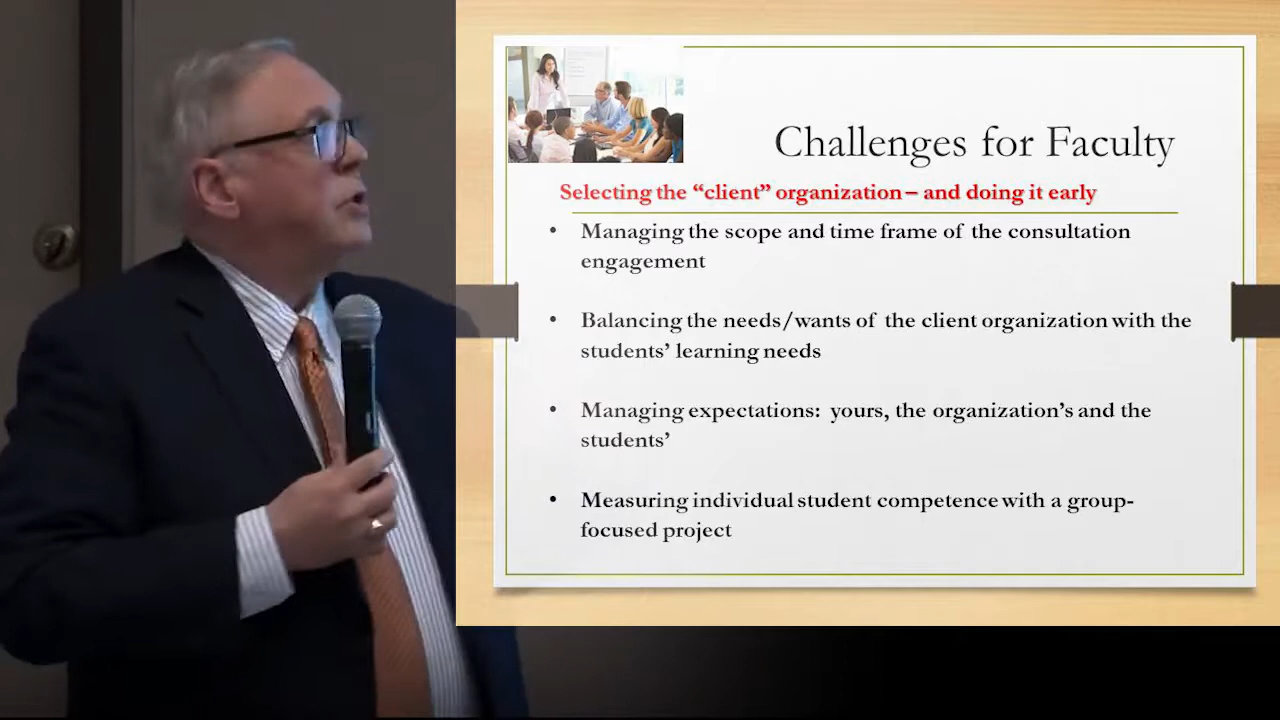 Challenges for Faculty
Selecting the “client” organization – and doing it early
• Managing the scope and time frame of the consultation
engagement
• Balancing the needs/wants of the client organization with the
students’ learning needs
• Managing expectations: yours, the organization’s and the
students’
• Measuring individual student competence with a group-
focused project